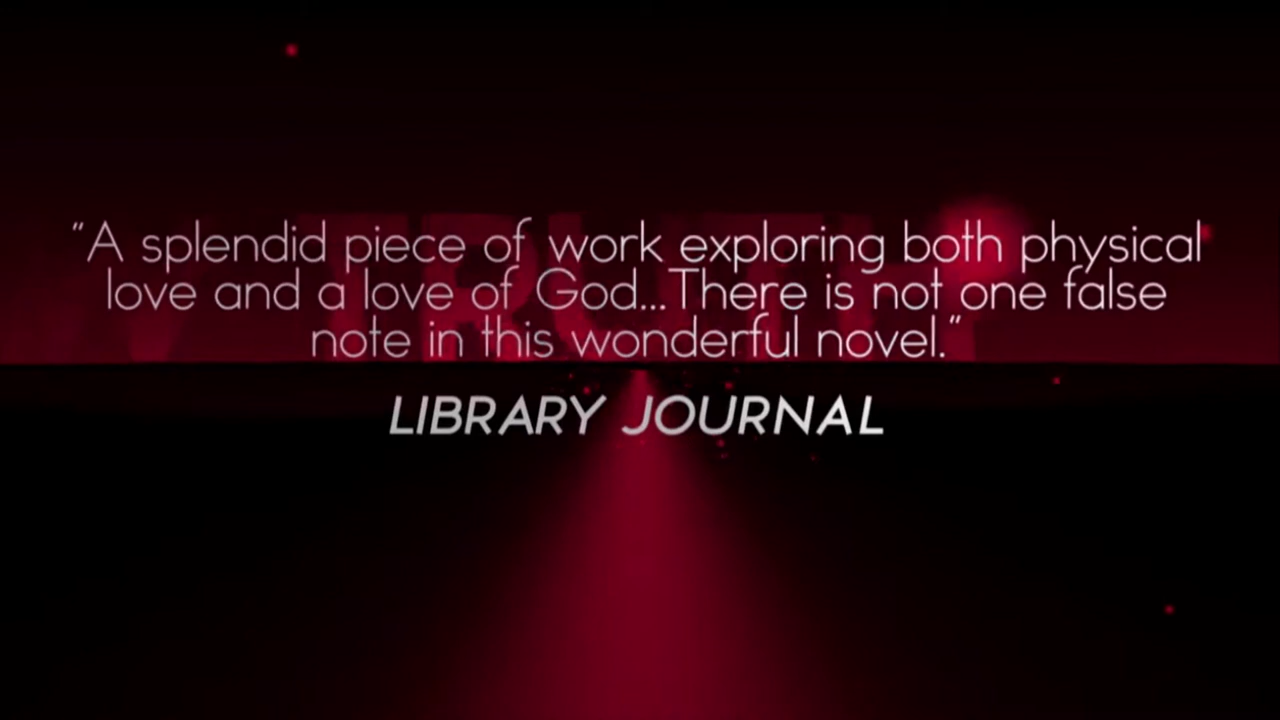 "A splendid piece of work exploring both physical
love and a love of God...There is not one false
note in this wonderful novel."
LIBRARY JOURNAL